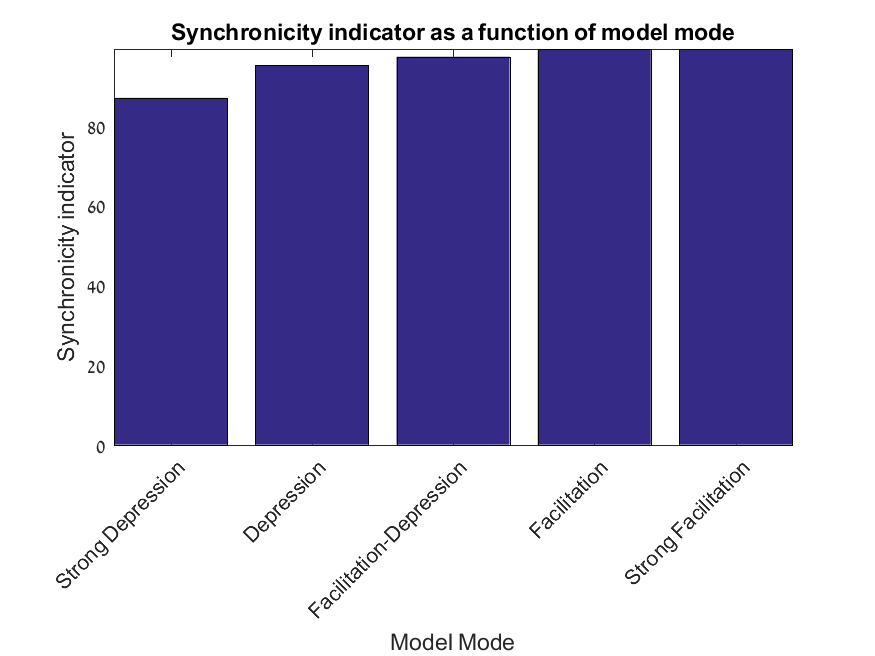 Synchronicity indicator as a function of model mode
Synchronicity indicator
80
60
40
20
0
Strong Depression
Depression
Facilitation-Depression
Facilitation
Strong Facilitation
Model Mode